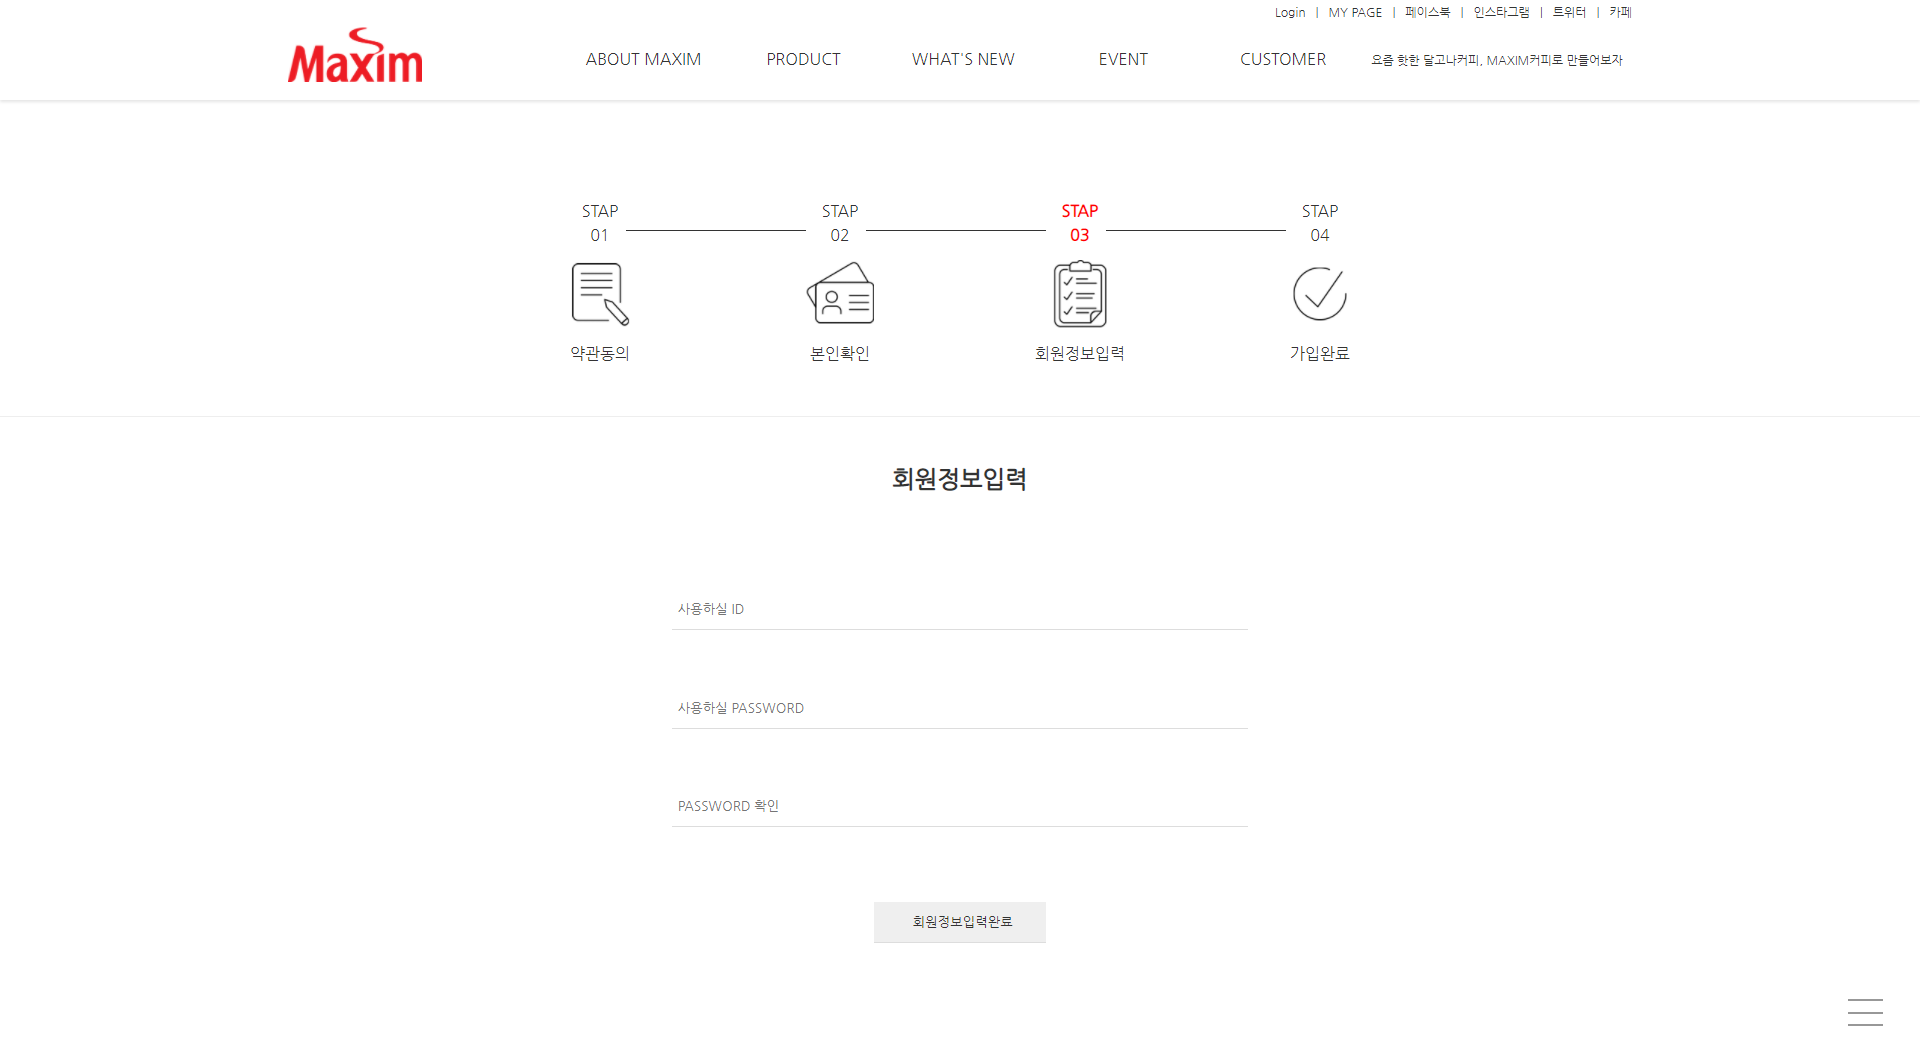 Login | MY PAGE | 페이스북 | 인스타그램 | 트위터 | 카페
Maxim
ABOUT MAXIM PRODUCT WHAT'S NEW EVENT CUSTOMER 요즘 핫한 달고나커피, MAXIM커피로 만들어보자
STAP STAP STAP STAP
01 02 03 04
약관동의 본인확인 회원정보입력 가입완료
회원정보입력
사용하실 ID
사용하실 PASSWORD
PASSWORD 확인
회원정보입력완료